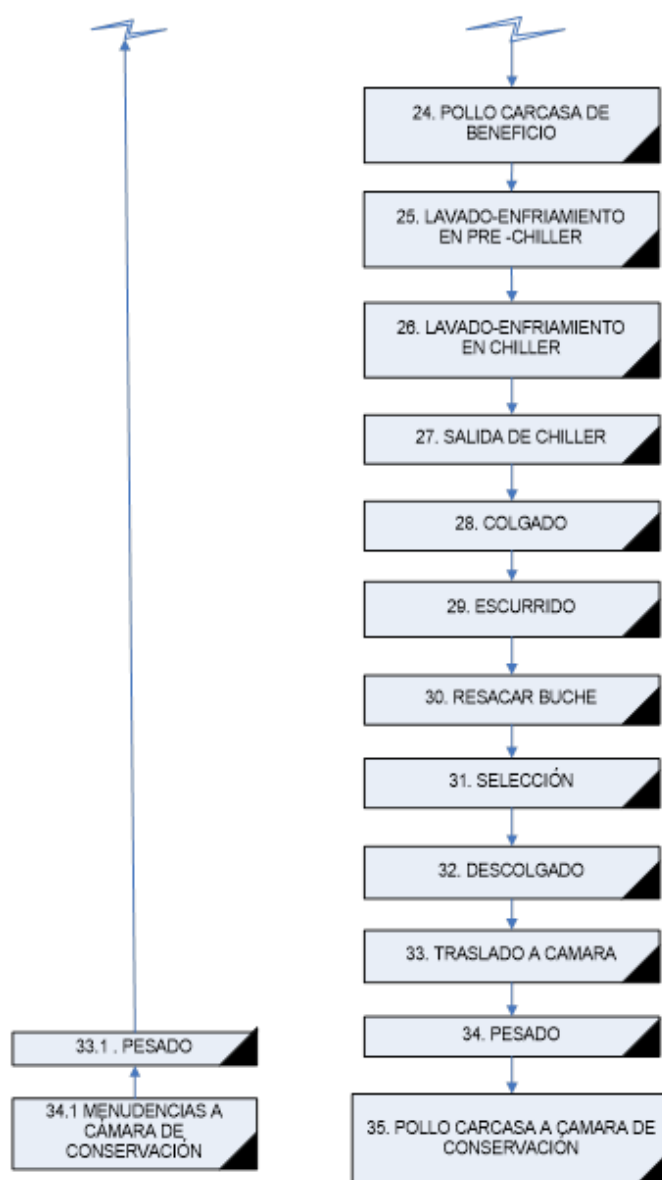 24. POLLO CARCASA DE
BENEFICIO
25. LAVADO-ENFRIAMIENTO
EN PRE -CHILLER
26. LAVADO-ENFRIAMIENTO
EN CHILLER
27. SALIDA DE CHILLER
28. COLGADO
29. ESCURRIDO
30. RESACAR BUCHE
31. SELECCIÓN
32. DESCOLGADO
33. TRASLADO A CAMARA
33.1 . PESADO
34. PESADO
34.1 MENUDENCIAS A
CÁMARA DE
CONSERVACIÓN
35. POLLO CARCASA A CAMARA DE
CONSERVACIÓN